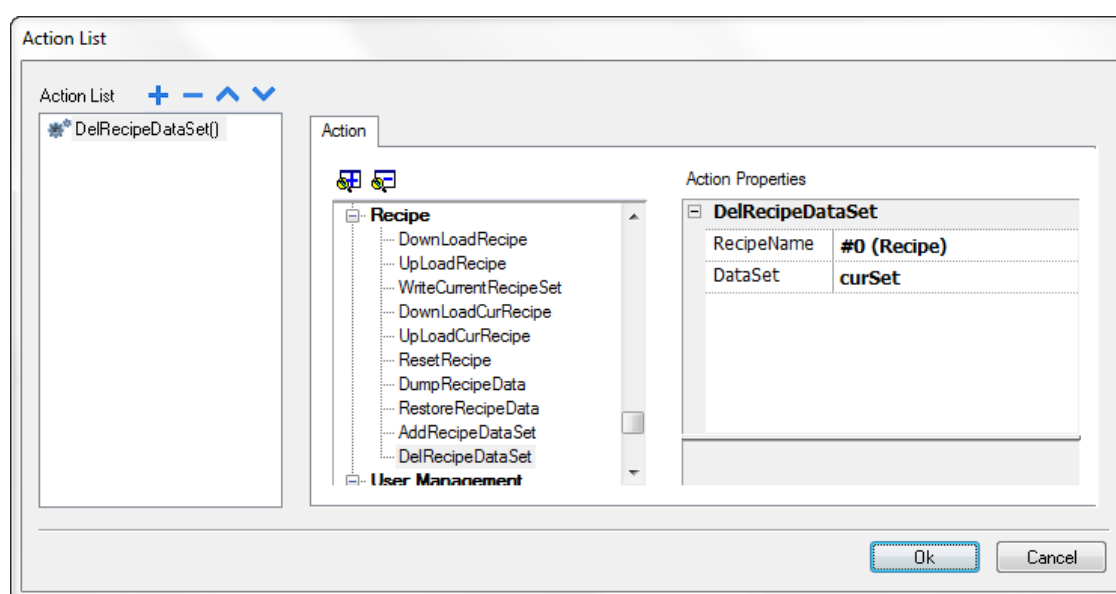 Action List
Action List
DelRecipeDataSet()
Action
Recipe
DownLoadRecipe
UpLoadRecipe
WriteCurrentRecipeSet
DownLoadCurRecipe
UpLoadCurRecipe
ResetRecipe
DumpRecipeData
RestoreRecipeData
AddRecipeDataSet
DelRecipeDataSet
User Management
Action Properties
DelRecipeDataSet
RecipeName #0 (Recipe)
DataSet curSet
Ok Cancel